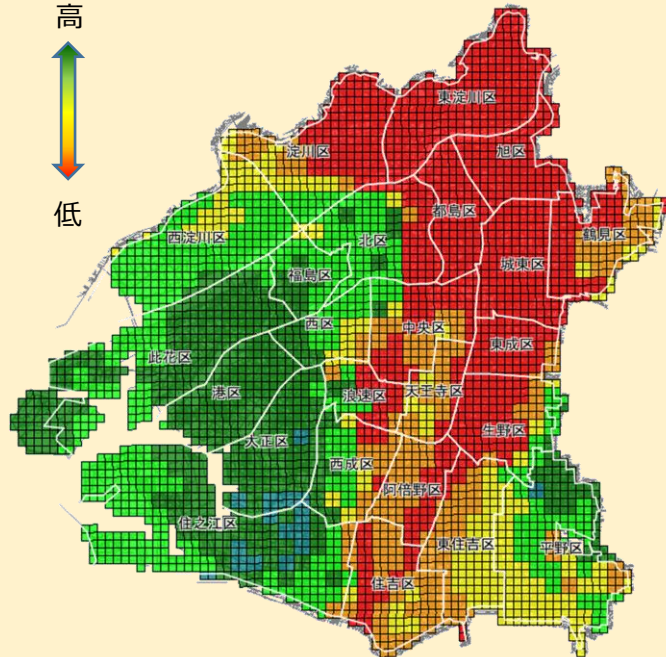 高
低
東淀川区
淀川区
旭区
都島区
鶴見区
西淀川区
北区
城東区
福島区
西区
中央区
東成区
此花区
港区
浪速区
天王寺区
大正区
生野区
西成区
阿倍野区
住之江区
東住吉区
平野区
住吉区